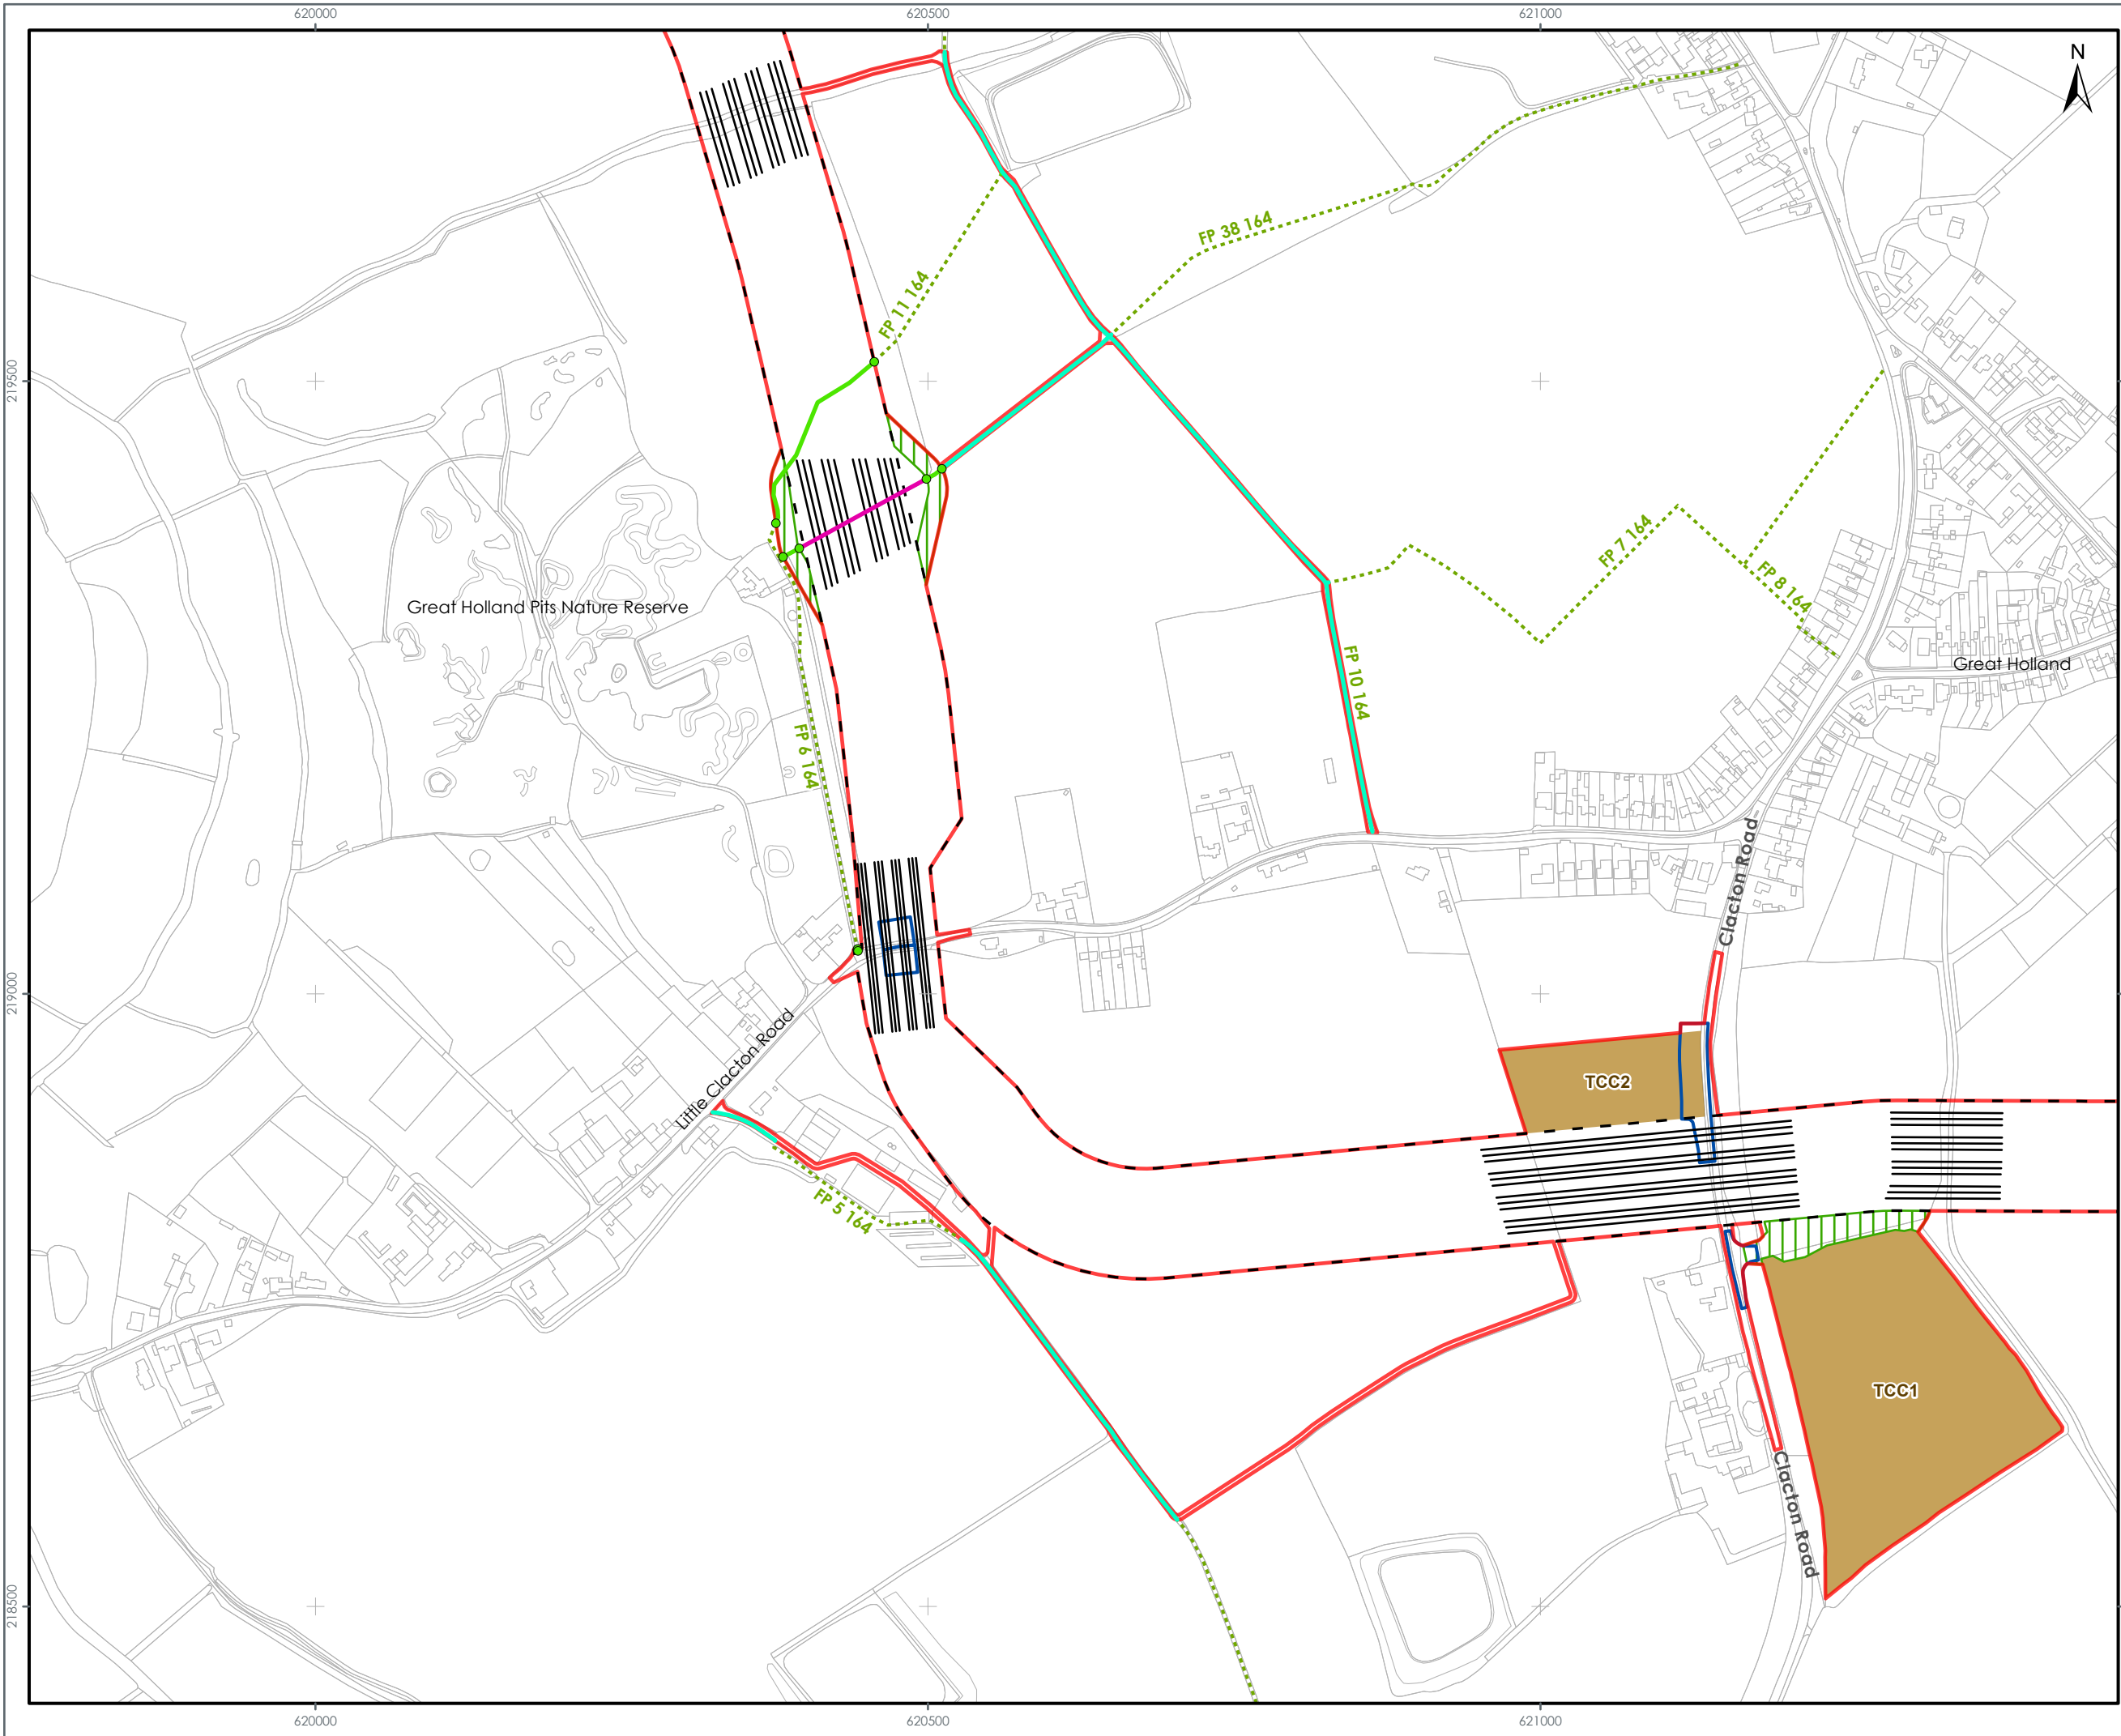 620000
620500
621000
N
FP 38 164
FP 11 164
219500
219500
FP 7 164
FP 8 164
Great Holland Pits Nature Reserve
Great Holland
FP 10 164
FP 6 164
Clacton Road
219000
Little Clacton Road
TCC2
FP 5 164
TCC1
Clacton Road
218500
620000
620500
621000